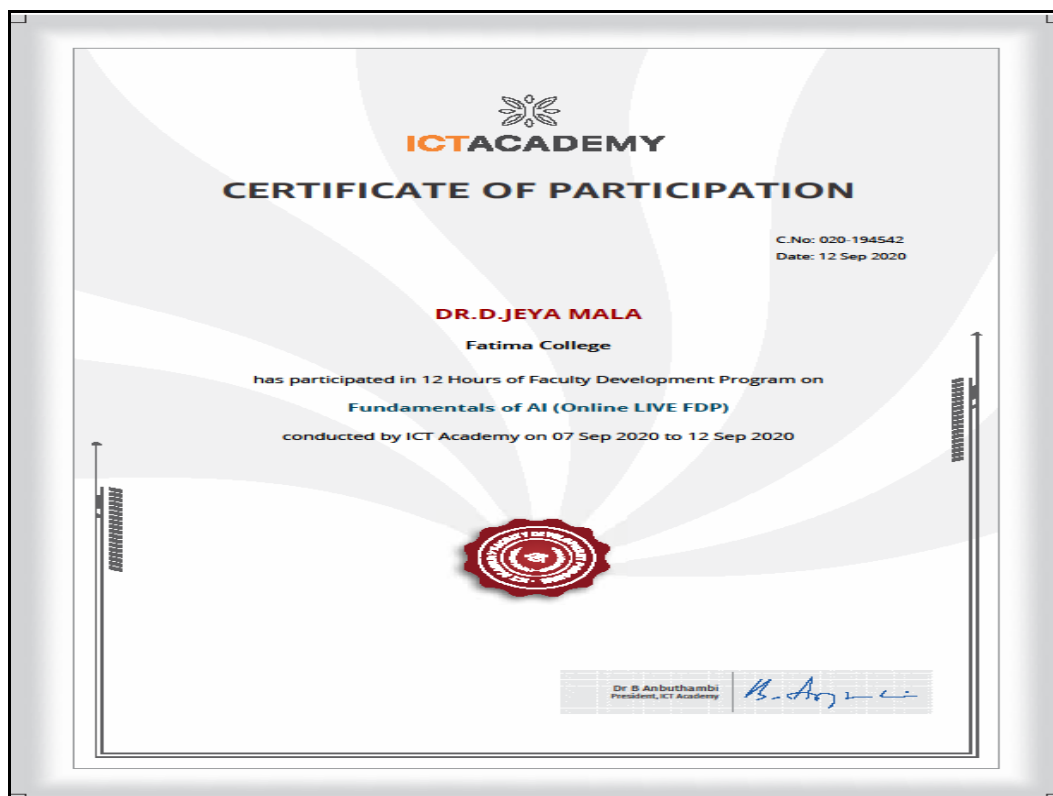 ICTACADEMY
CERTIFICATE OF PARTICIPATION
C.No: 020-194542
Date: 12 Sep 2020
DR.D.JEYA MALA
Fatima College
has participated in 12 Hours of Faculty Development Program on
Fundamentals of AI (Online LIVE FDP)
conducted by ICT Academy on 07 Sep 2020 to 12 Sep 2020
Dr B Anbuthambi
President, ICT Academy